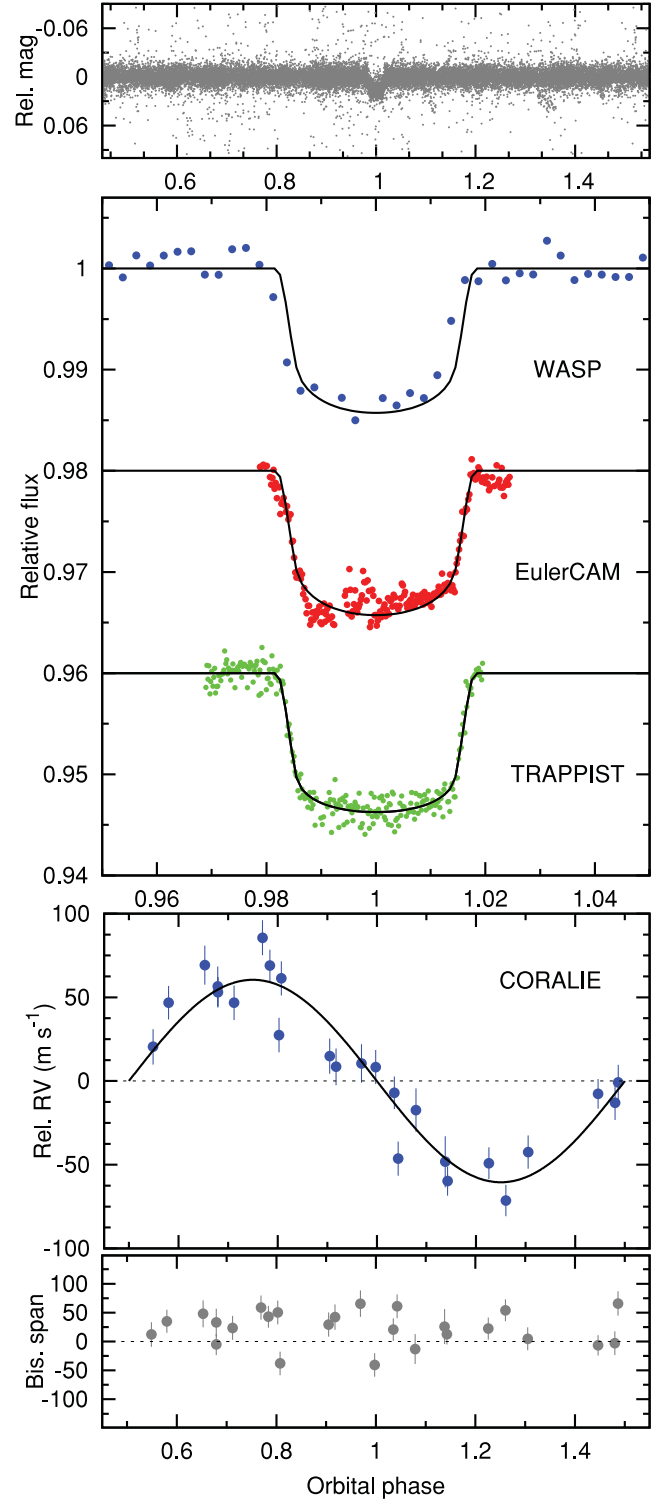 Rel. mag
-0.06
0
0.06
0.6 0.8 1 1.2 1.4
Relative flux
1
0.99
0.98
0.97
0.96
0.95
0.94
WASP
EulerCAM
TRAPPIST
0.96 0.98 1 1.02 1.04
Rel. RV (m s⁻¹)
100
50
0
-50
-100
CORALIE
Bis. span
100
50
0
-50
-100
0.6 0.8 1 1.2 1.4
Orbital phase